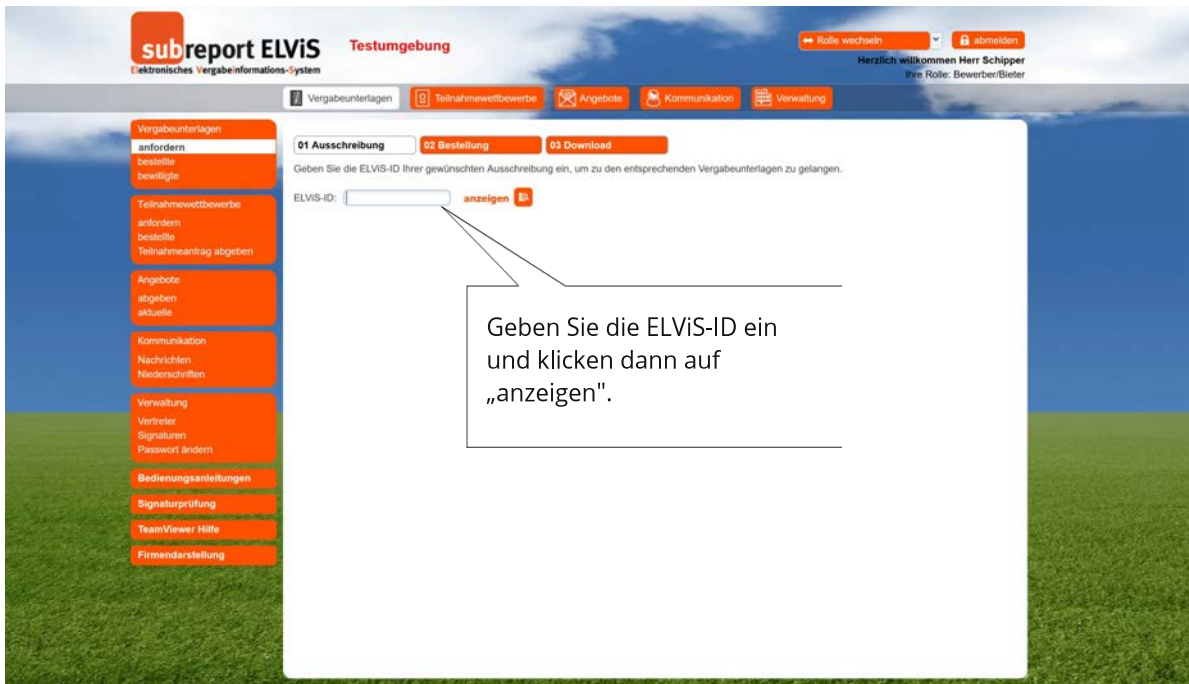 subreport ELViS
Elektronisches Vergabeinformations-System
Testumgebung
Rolle wechseln
abmelden
Herzlich willkommen Herr Schipper
Ihre Rolle: Bewerber/Bieter
Vergabeunterlagen
Teilnahmewettbewerbe
Angebote
Kommunikation
Verwaltung
Vergabeunterlagen
anfordern
bestellte
bewilligte
Teilnahmewettbewerbe
anfordern
bestellte
Teilnahmeantrag abgeben
Angebote
abgeben
aktuelle
Kommunikation
Nachrichten
Niederschriften
Verwaltung
Vertreter
Signaturen
Passwort ändern
Bedienungsanleitungen
Signaturprüfung
TeamViewer Hilfe
Firmendarstellung
01 Ausschreibung
02 Bestellung
03 Download
Geben Sie die ELViS-ID Ihrer gewünschten Ausschreibung ein, um zu den entsprechenden Vergabeunterlagen zu gelangen.
ELViS-ID:
anzeigen
Geben Sie die ELViS-ID ein
und klicken dann auf
„anzeigen".